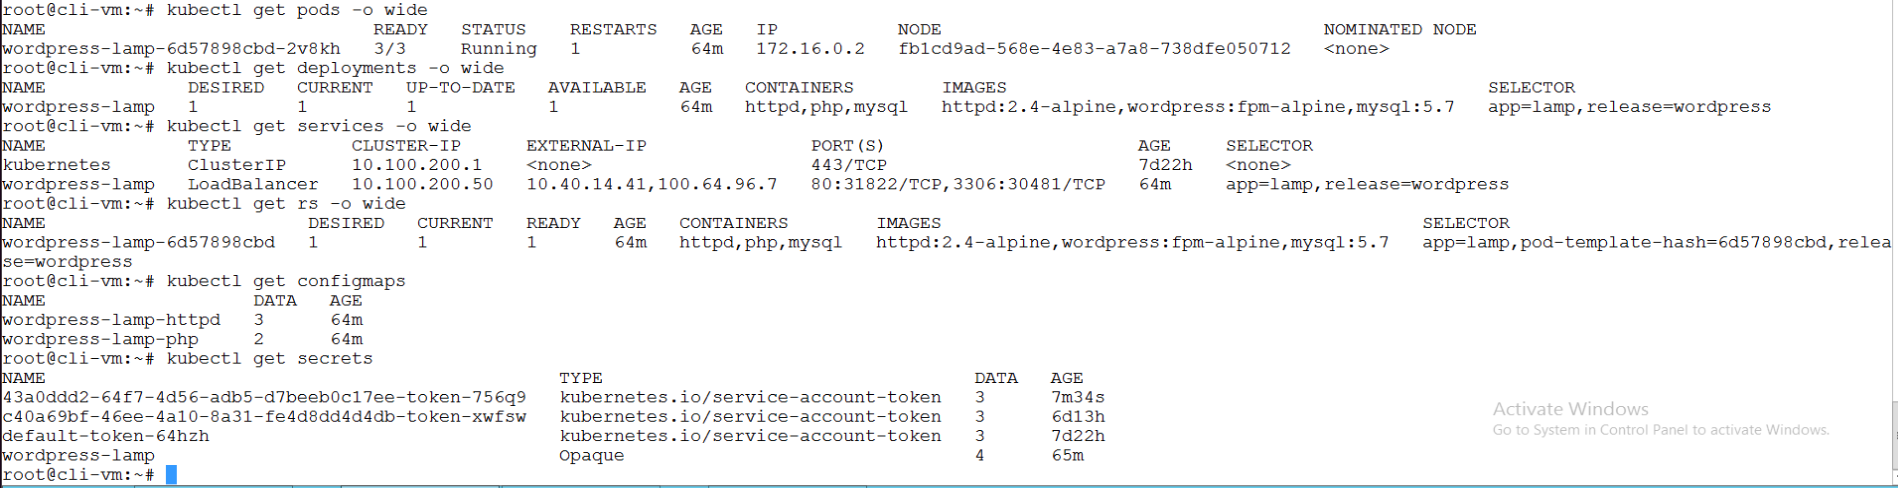 root@cli-vm:~# kubectl get pods -o wide
NAME READY STATUS RESTARTS AGE IP NODE NOMINATED NODE
wordpress-lamp-6d57898cbd-2v8kh 3/3 Running 1 64m 172.16.0.2 fb1cd9ad-568e-4e83-a7a8-738dfe050712 <none>
root@cli-vm:~# kubectl get deployments -o wide
NAME DESIRED CURRENT UP-TO-DATE AVAILABLE AGE CONTAINERS IMAGES SELECTOR
wordpress-lamp 1 1 1 1 64m httpd,php,mysql httpd:2.4-alpine,wordpress:fpm-alpine,mysql:5.7 app=lamp,release=wordpress
root@cli-vm:~# kubectl get services -o wide
NAME TYPE CLUSTER-IP EXTERNAL-IP PORT(S) AGE SELECTOR
kubernetes ClusterIP 10.100.200.1 <none> 443/TCP 7d22h <none>
wordpress-lamp LoadBalancer 10.100.200.50 10.40.14.41,100.64.96.7 80:31822/TCP,3306:30481/TCP 64m app=lamp,release=wordpress
root@cli-vm:~# kubectl get rs -o wide
NAME DESIRED CURRENT READY AGE CONTAINERS IMAGES SELECTOR
wordpress-lamp-6d57898cbd 1 1 1 64m httpd,php,mysql httpd:2.4-alpine,wordpress:fpm-alpine,mysql:5.7 app=lamp,pod-template-hash=6d57898cbd,relea
se=wordpress
root@cli-vm:~# kubectl get configmaps
NAME DATA AGE
wordpress-lamp-httpd 3 64m
wordpress-lamp-php 2 64m
root@cli-vm:~# kubectl get secrets
NAME TYPE DATA AGE
43a0ddd2-64f7-4d56-adb5-d7beeb0c17ee-token-756q9 kubernetes.io/service-account-token 3 7m34s
c40a69bf-46ee-4a10-8a31-fe4d8dd4d4db-token-xwfsw kubernetes.io/service-account-token 3 6d13h
default-token-64hzh kubernetes.io/service-account-token 3 7d22h
wordpress-lamp Opaque 4 65m
root@cli-vm:~#
Activate Windows
Go to System in Control Panel to activate Windows.